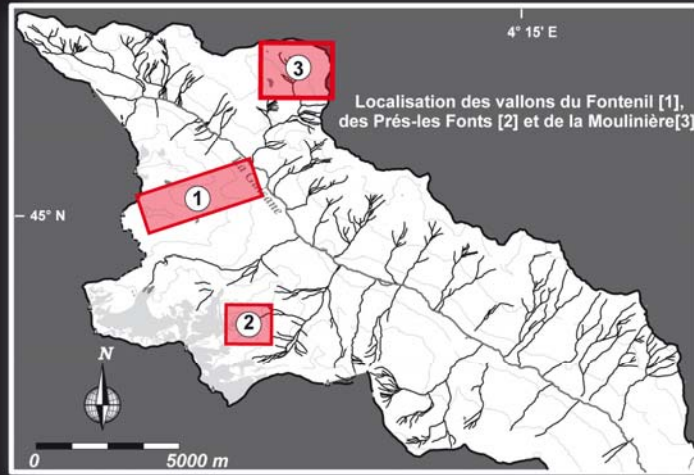 4° 15' E
3
Localisation des vallons du Fontenil [1],
des Prés-les Fonts [2] et de la Moulinière[3]
1
45° N
2
N
0 5000 m